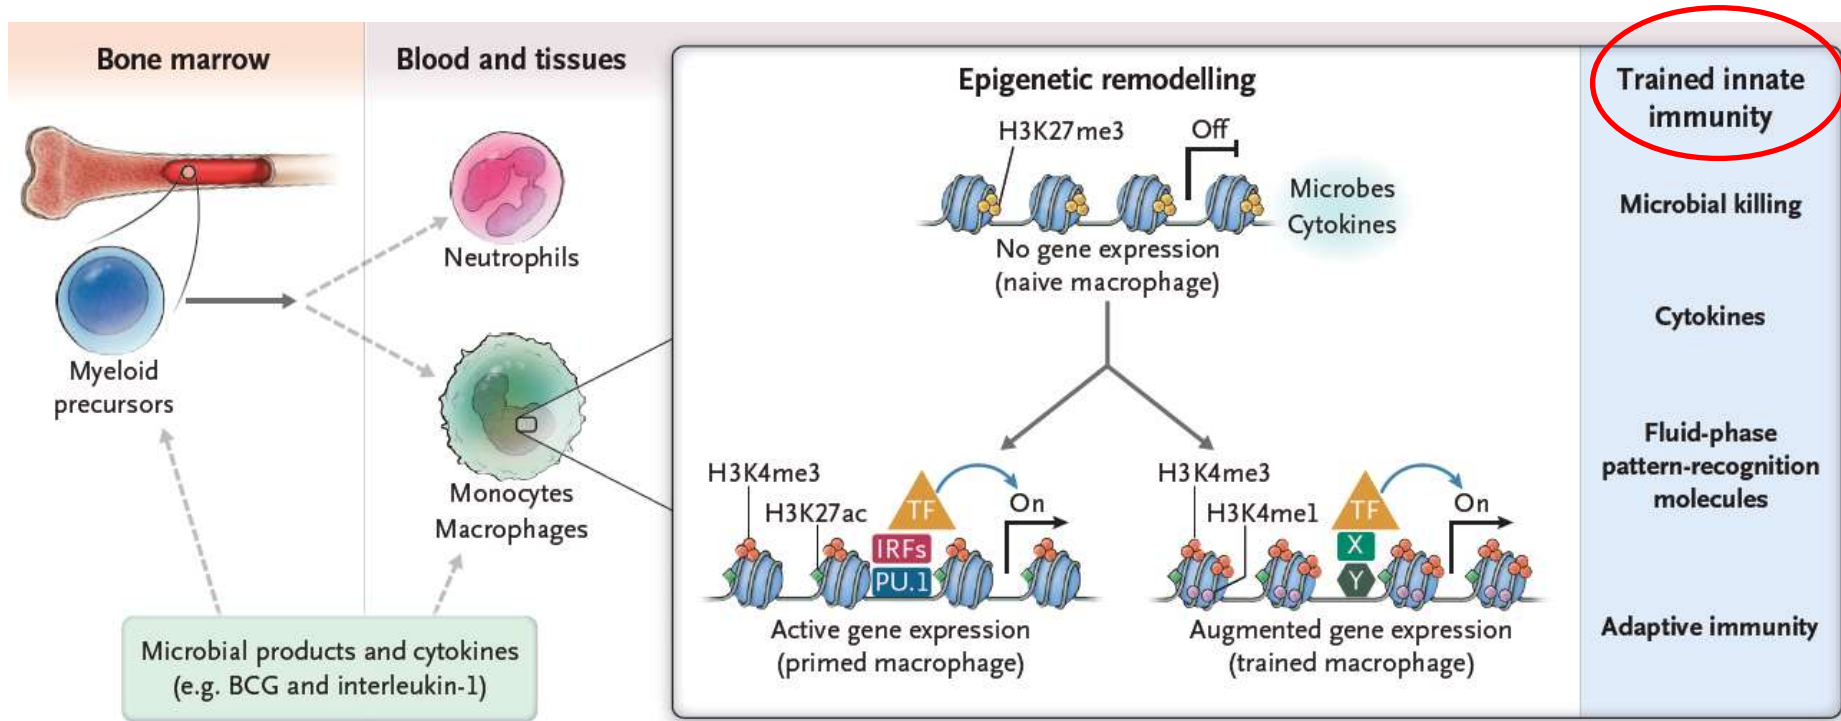 Bone marrow
Myeloid
precursors
Blood and tissues
Neutrophils
Monocytes
Macrophages
Microbial products and cytokines
(e.g. BCG and interleukin-1)
Epigenetic remodelling
H3K27me3
Off
Microbes
Cytokines
No gene expression
(naive macrophage)
H3K4me3
H3K27ac
TF
On
IRFs
PU.1
Active gene expression
(primed macrophage)
H3K4me3
H3K4me1
TF
On
X
Y
Augmented gene expression
(trained macrophage)
Trained innate
immunity
Microbial killing
Cytokines
Fluid-phase
pattern-recognition
molecules
Adaptive immunity